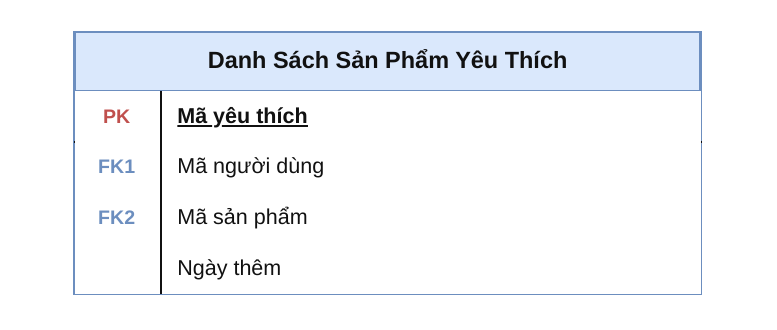 Danh Sách Sản Phẩm Yêu Thích
PK Mã yêu thích
FK1 Mã người dùng
FK2 Mã sản phẩm
Ngày thêm